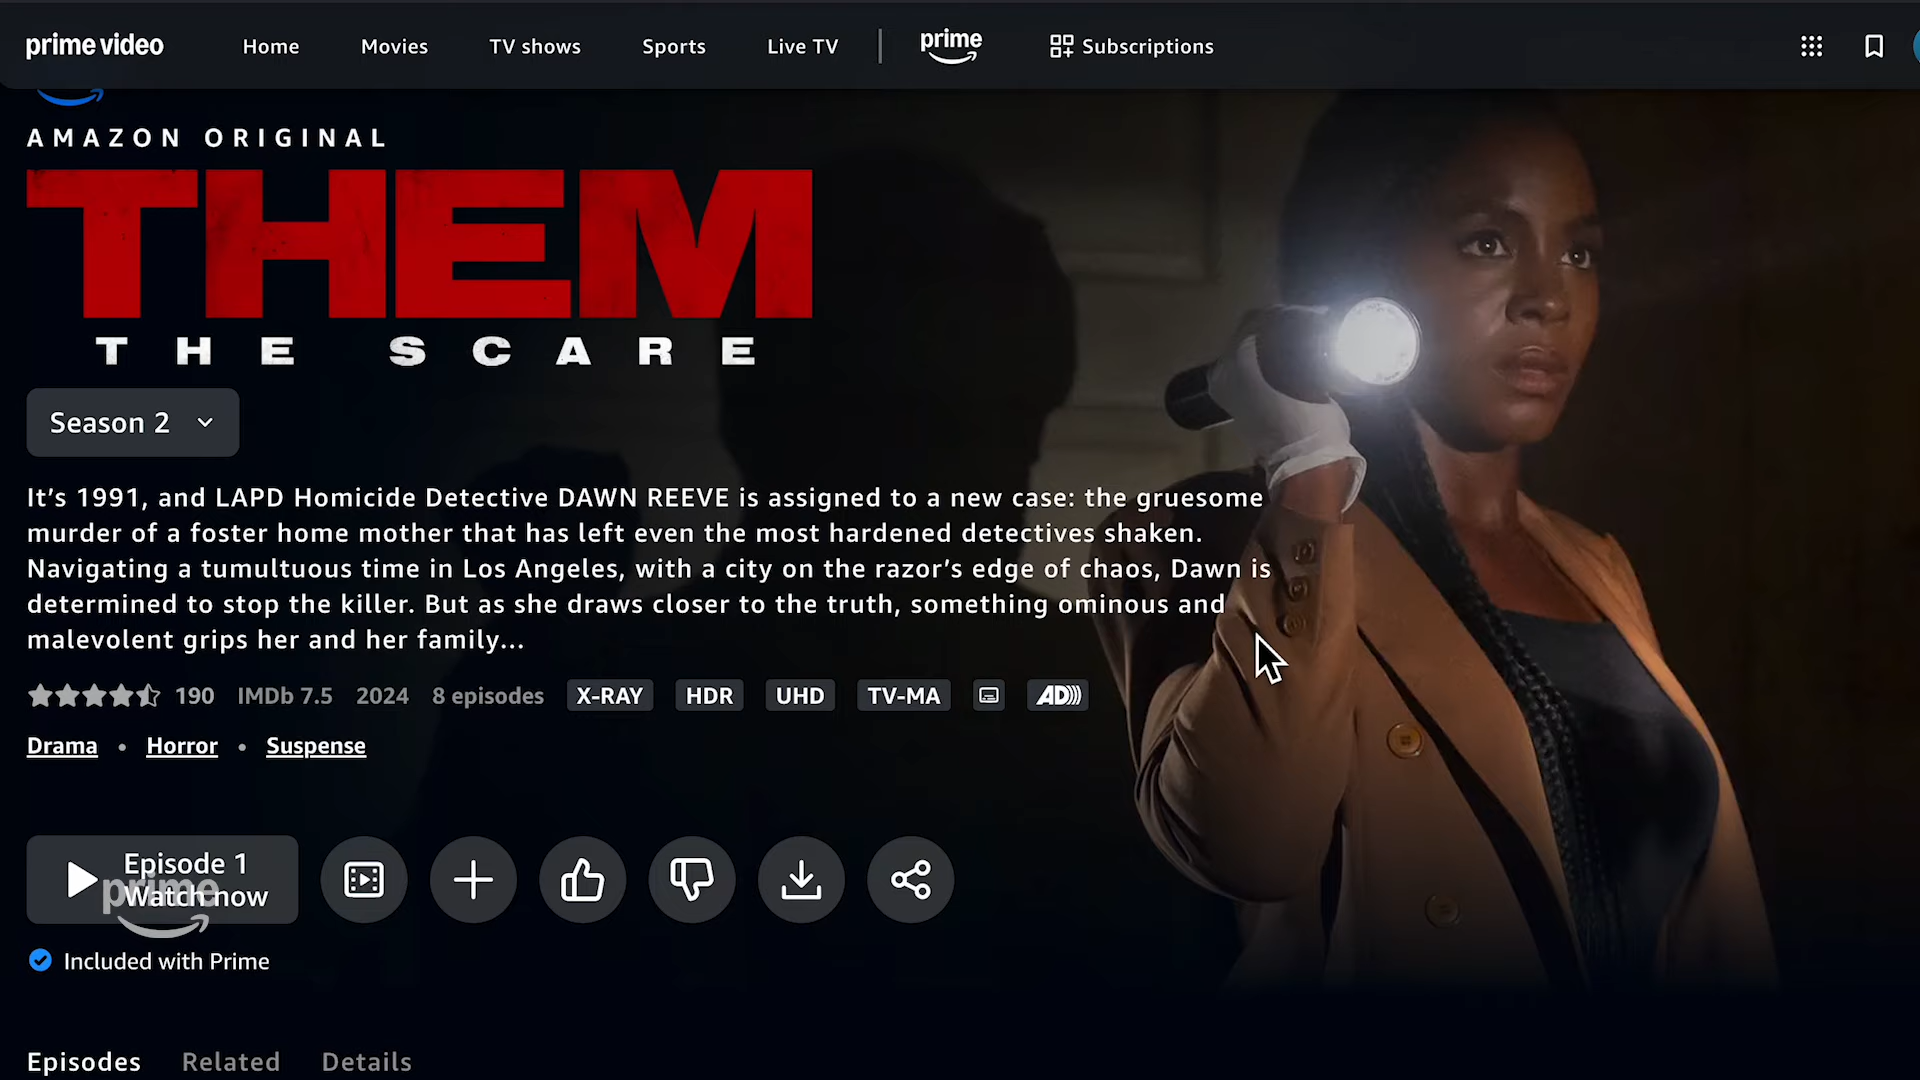 prime video
Home
Movies
TV shows
Sports
Live TV
prime
Subscriptions
AMAZON ORIGINAL
THEM
THE SCARE
Season 2
It’s 1991, and LAPD Homicide Detective DAWN REEVE is assigned to a new case: the gruesome
murder of a foster home mother that has left even the most hardened detectives shaken.
Navigating a tumultuous time in Los Angeles, with a city on the razor’s edge of chaos, Dawn is
determined to stop the killer. But as she draws closer to the truth, something ominous and
malevolent grips her and her family...
190 IMDb 7.5 2024 8 episodes X-RAY HDR UHD TV-MA AD
Drama • Horror • Suspense
Episode 1
Watch now
prime
Included with Prime
Episodes
Related
Details